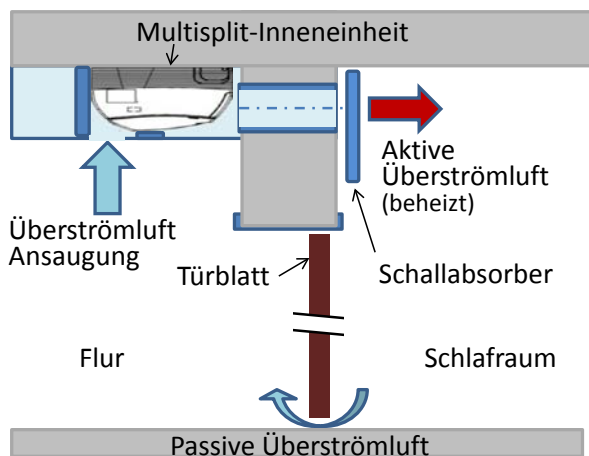 Multisplit-Inneneinheit
Aktive
Überströmluft
(beheizt)
Überströmluft
Ansaugung
Türblatt
Schallabsorber
Flur
Schlafraum
Passive Überströmluft